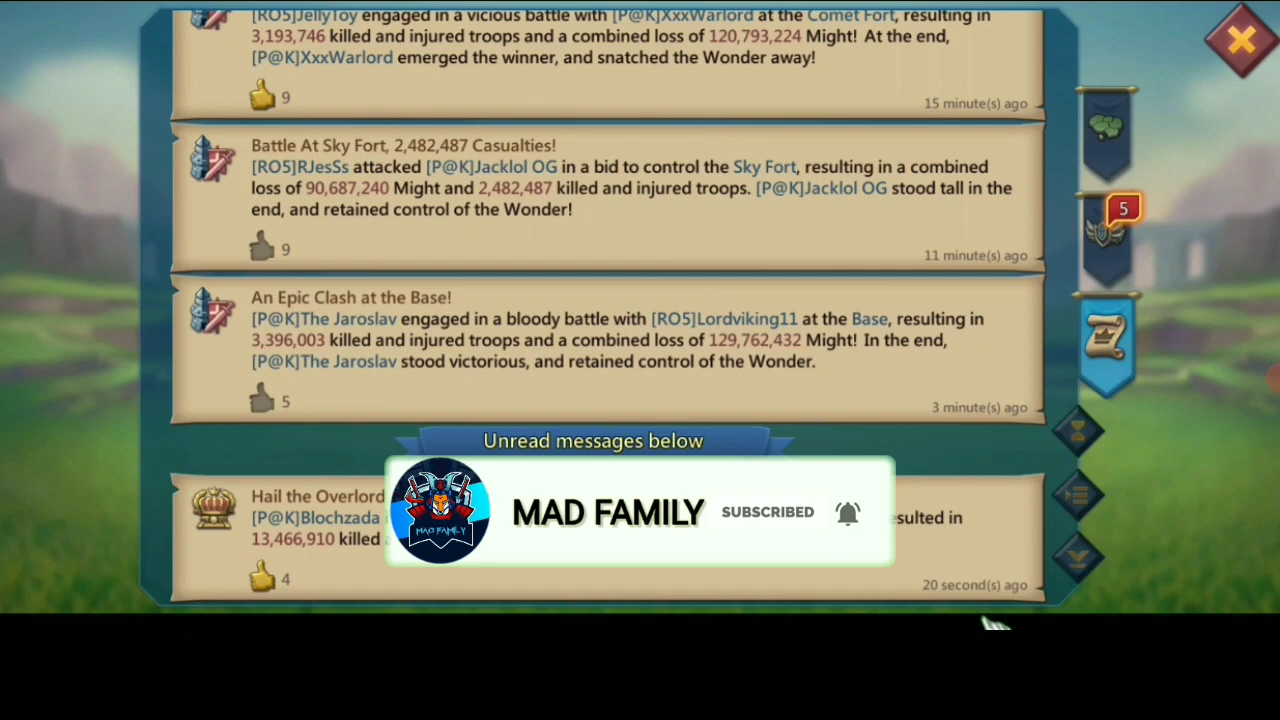 [RO5]JellyToy engaged in a vicious battle with [P@K]XxxWarlord at the Comet Fort, resulting in
3,193,746 killed and injured troops and a combined loss of 120,793,224 Might! At the end,
[P@K]XxxWarlord emerged the winner, and snatched the Wonder away!
9
15 minute(s) ago
Battle At Sky Fort, 2,482,487 Casualties!
[RO5]RJesSs attacked [P@K]Jacklol OG in a bid to control the Sky Fort, resulting in a combined
loss of 90,687,240 Might and 2,482,487 killed and injured troops. [P@K]Jacklol OG stood tall in the
end, and retained control of the Wonder!
9
11 minute(s) ago
5
An Epic Clash at the Base!
[P@K]The Jaroslav engaged in a bloody battle with [RO5]Lordviking11 at the Base, resulting in
3,396,003 killed and injured troops and a combined loss of 129,762,432 Might! In the end,
[P@K]The Jaroslav stood victorious, and retained control of the Wonder.
5
3 minute(s) ago
Unread messages below
Hail the Overlord
[P@K]Blochzada esulted in
13,466,910 killed
4
20 second(s) ago
MAD FAMILY
MAD FAMILY SUBSCRIBED